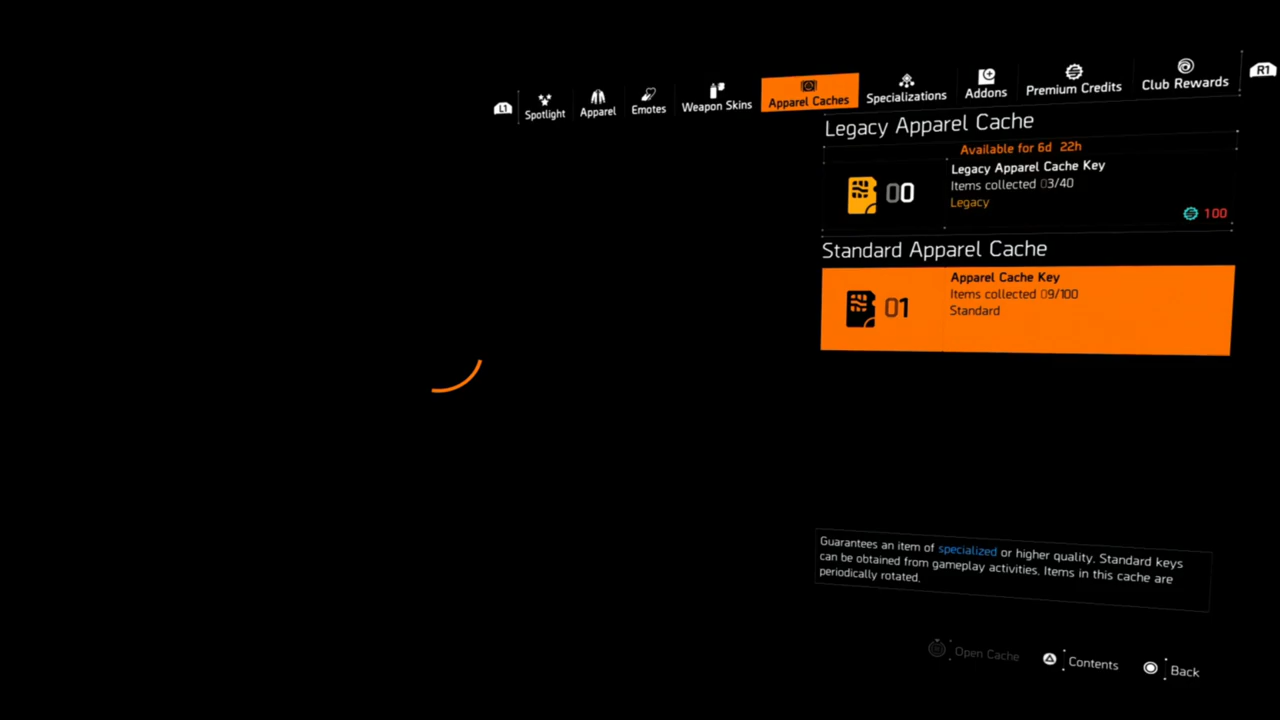 L1
Spotlight
Apparel
Emotes
Weapon Skins
Apparel Caches
Specializations
Addons
Premium Credits
Club Rewards
R1
Legacy Apparel Cache
Available for 6d 22h
00
Legacy Apparel Cache Key
Items collected 03/40
Legacy
100
Standard Apparel Cache
01
Apparel Cache Key
Items collected 09/100
Standard
Guarantees an item of specialized or higher quality. Standard keys
can be obtained from gameplay activities. Items in this cache are
periodically rotated.
Open Cache
Contents
Back